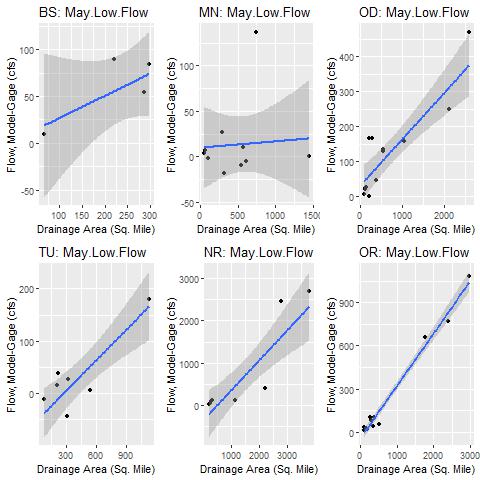 BS: May.Low.Flow
MN: May.Low.Flow
OD: May.Low.Flow
Flow, Model-Gage (cfs)
100
50
0
-50
100
200
300
Drainage Area (Sq. Mile)
Flow, Model-Gage (cfs)
100
50
0
-50
0
500
1000
1500
Drainage Area (Sq. Mile)
Flow, Model-Gage (cfs)
400
300
200
100
0
0
1000
2000
Drainage Area (Sq. Mile)
TU: May.Low.Flow
NR: May.Low.Flow
OR: May.Low.Flow
Flow, Model-Gage (cfs)
200
100
0
300
600
900
Drainage Area (Sq. Mile)
Flow, Model-Gage (cfs)
3000
2000
1000
0
0
1000
2000
3000
Drainage Area (Sq. Mile)
Flow, Model-Gage (cfs)
900
600
300
0
0
1000
2000
3000
Drainage Area (Sq. Mile)